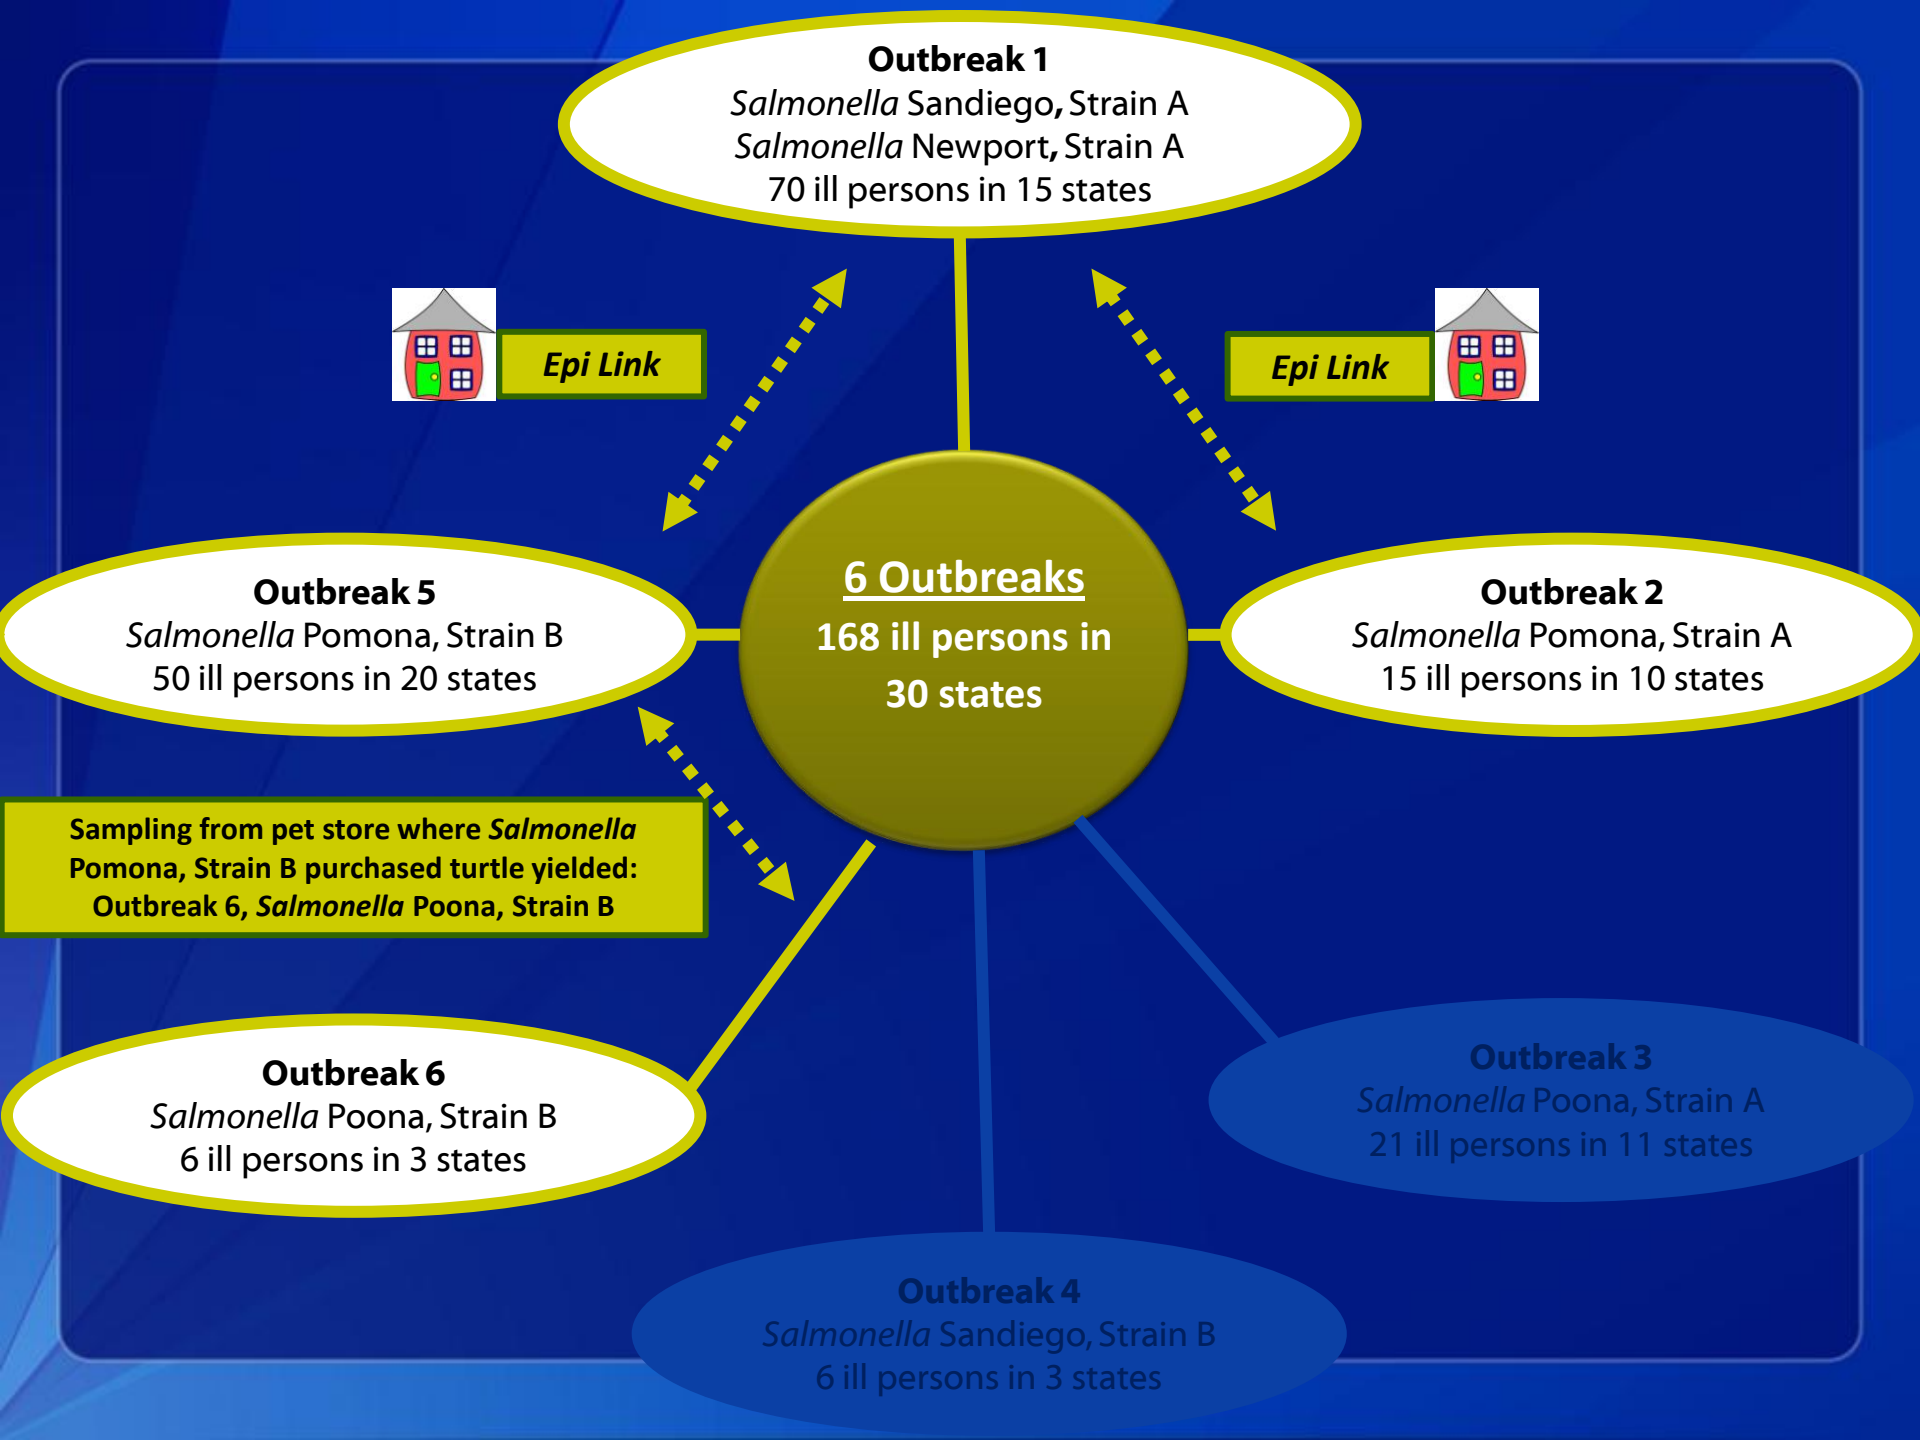 Outbreak 1
Salmonella Sandiego, Strain A
Salmonella Newport, Strain A
70 ill persons in 15 states
Epi Link
Epi Link
6 Outbreaks
168 ill persons in
30 states
Outbreak 5
Salmonella Pomona, Strain B
50 ill persons in 20 states
Outbreak 2
Salmonella Pomona, Strain A
15 ill persons in 10 states
Sampling from pet store where Salmonella
Pomona, Strain B purchased turtle yielded:
Outbreak 6, Salmonella Poona, Strain B
Outbreak 6
Salmonella Poona, Strain B
6 ill persons in 3 states
Outbreak 3
Salmonella Poona, Strain A
21 ill persons in 11 states
Outbreak 4
Salmonella Sandiego, Strain B
6 ill persons in 3 states